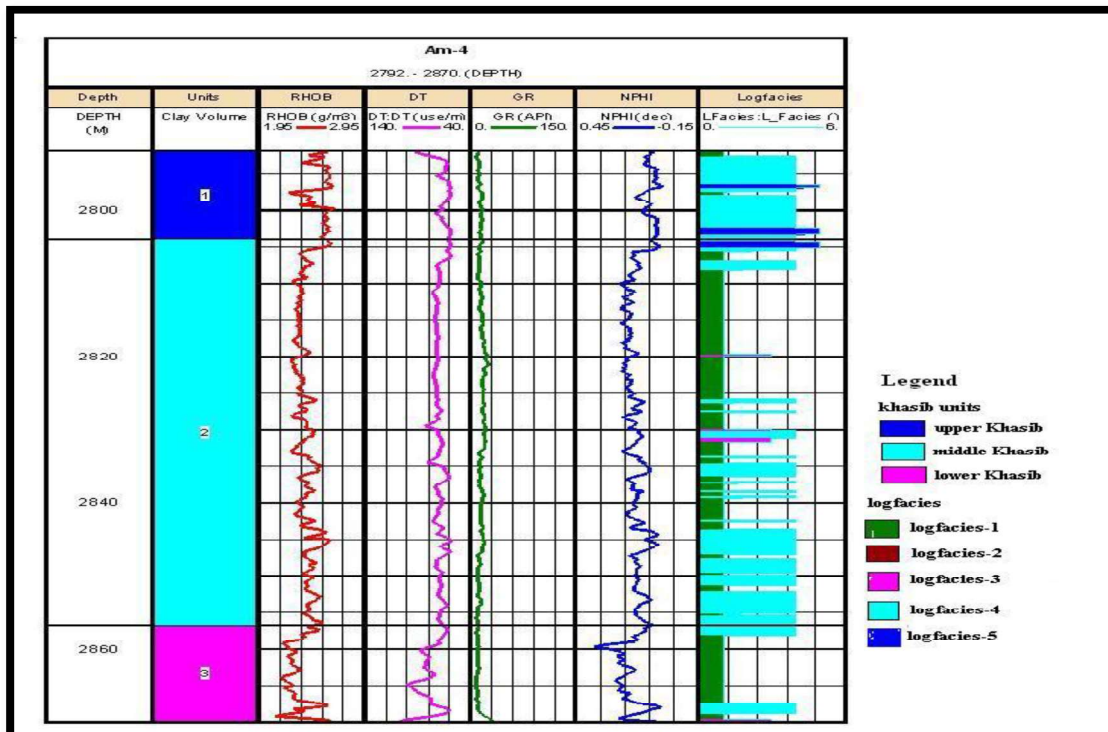 Am-4
2792. - 2870. (DEPTH)
Depth Units RHOB DT GR NPHI Logfacies
DEPTH (M) Clay Volume RHOB (g/m3) DT:DT (use/m) GR (API) NPHI (dec) LFacies:L_Facies ()
1.95 2.95 140. 40. 0. 150. 0.45 -0.15 0. 6.
1
2800
2820
2
2840
2860
3
Legend
khasib units
upper Khasib
middle Khasib
lower Khasib
logfacies
logfacies-1
logfacies-2
logfacies-3
logfacies-4
logfacies-5